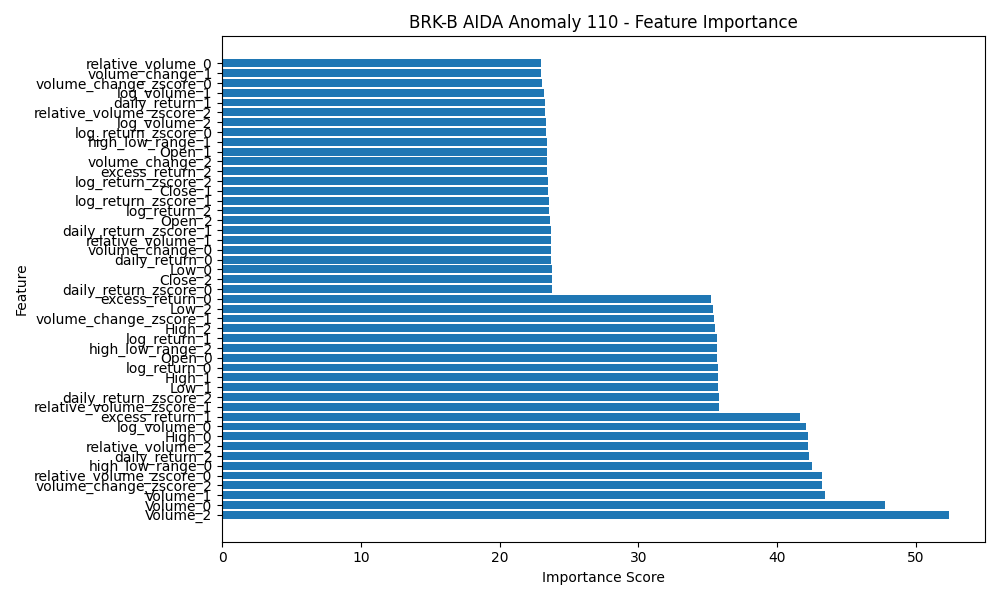 BRK-B AIDA Anomaly 110 - Feature Importance
relative_volume_0
volume_change_1
volume_change_zscore_0
log_volume_1
daily_return_1
relative_volume_zscore_2
log_volume_2
log_return_zscore_0
high_low_range_1
Open_1
volume_change_2
excess_return_2
log_return_zscore_2
Close_1
log_return_zscore_1
log_return_2
Open_2
daily_return_zscore_1
relative_volume_1
volume_change_0
daily_return_0
Low_0
Close_2
daily_return_zscore_0
excess_return_0
Low_2
volume_change_zscore_1
High_2
log_return_1
high_low_range_2
Open_0
log_return_0
High_1
Low_1
daily_return_zscore_2
relative_volume_zscore_1
excess_return_1
log_volume_0
High_0
relative_volume_2
daily_return_2
high_low_range_0
relative_volume_zscore_0
volume_change_zscore_2
Volume_1
Volume_0
Volume_2
Feature
0 10 20 30 40 50
Importance Score